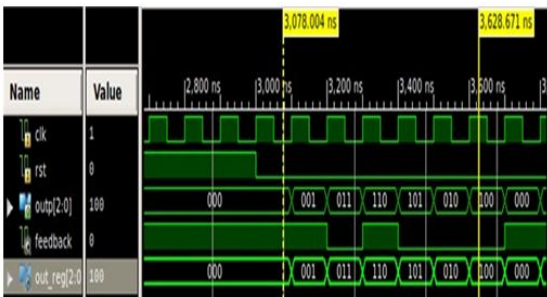 3,078.004 ns 3,628.671 ns
Name Value 2,800 ns 3,000 ns 3,200 ns 3,400 ns 3,600 ns
clk 1
rst 0
outp[2:0] 100 000 001 011 110 101 010 100 000
feedback 0
out_reg[2:0 100 000 001 011 110 101 010 100 000